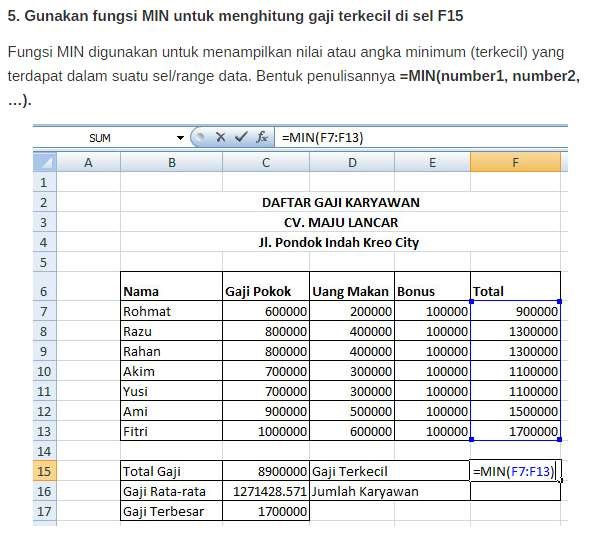 5. Gunakan fungsi MIN untuk menghitung gaji terkecil di sel F15
Fungsi MIN digunakan untuk menampilkan nilai atau angka minimum (terkecil) yang
terdapat dalam suatu sel/range data. Bentuk penulisannya =MIN(number1, number2,
…).
SUM fx =MIN(F7:F13)
A B C D E F
1
2 DAFTAR GAJI KARYAWAN
3 CV. MAJU LANCAR
4 Jl. Pondok Indah Kreo City
5
6 Nama Gaji Pokok Uang Makan Bonus Total
7 Rohmat 600000 200000 100000 900000
8 Razu 800000 400000 100000 1300000
9 Rahan 800000 400000 100000 1300000
10 Akim 700000 300000 100000 1100000
11 Yusi 700000 300000 100000 1100000
12 Ami 900000 500000 100000 1500000
13 Fitri 1000000 600000 100000 1700000
14
15 Total Gaji 8900000 Gaji Terkecil =MIN(F7:F13)
16 Gaji Rata-rata 1271428.571 Jumlah Karyawan
17 Gaji Terbesar 1700000